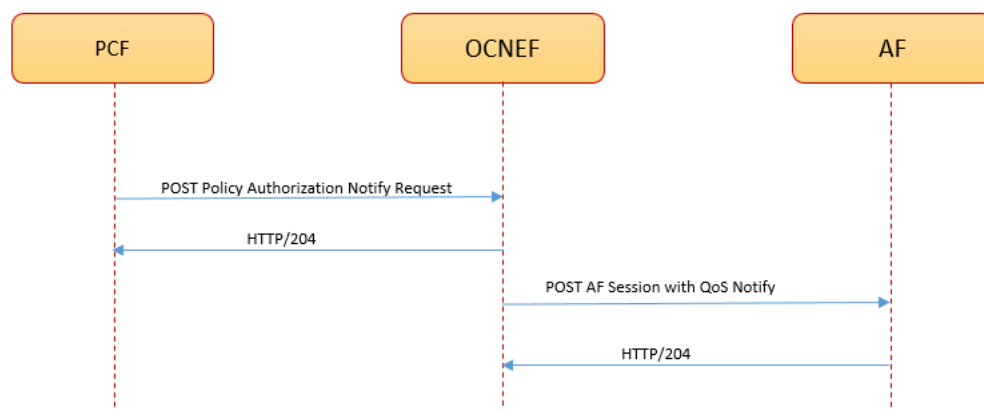 PCF
OCNEF
AF
POST Policy Authorization Notify Request
HTTP/204
POST AF Session with QoS Notify
HTTP/204